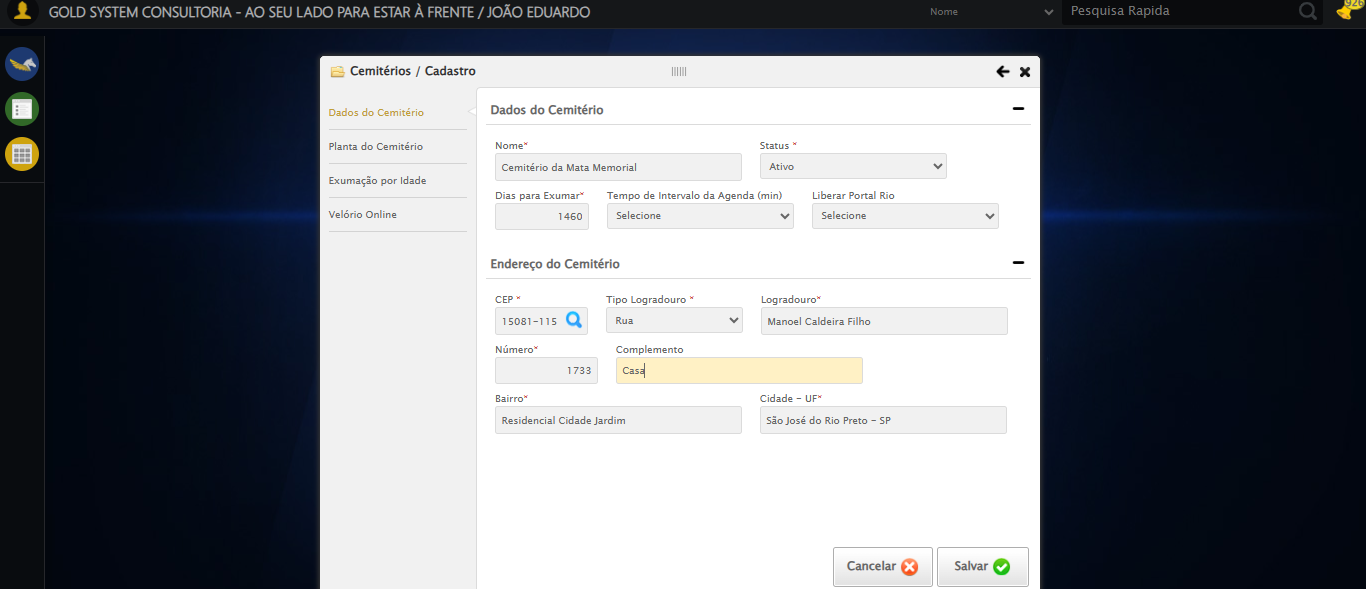 GOLD SYSTEM CONSULTORIA - AO SEU LADO PARA ESTAR À FRENTE / JOÃO EDUARDO
Nome
Pesquisa Rapida
926
Cemitérios / Cadastro
Dados do Cemitério
Planta do Cemitério
Exumação por Idade
Velório Online
Dados do Cemitério
Nome* Status *
Cemitério da Mata Memorial Ativo
Dias para Exumar* Tempo de Intervalo da Agenda (min) Liberar Portal Rio
1460 Selecione Selecione
Endereço do Cemitério
CEP * Tipo Logradouro * Logradouro*
15081-115 Rua Manoel Caldeira Filho
Número* Complemento
1733 Casa
Bairro* Cidade - UF*
Residencial Cidade Jardim São José do Rio Preto - SP
Cancelar Salvar